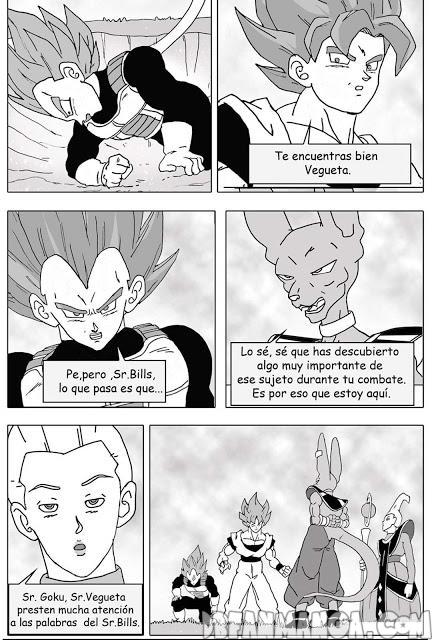 Te encuentras bien
Vegueta.
Pe,pero ,Sr.Bills,
lo que pasa es que...
Lo sé, sé que has descubierto
algo muy importante de
ese sujeto durante tu combate.
Es por eso que estoy aquí.
Sr. Goku, Sr.Vegueta
presten mucha atención
a las palabras del Sr.Bills.